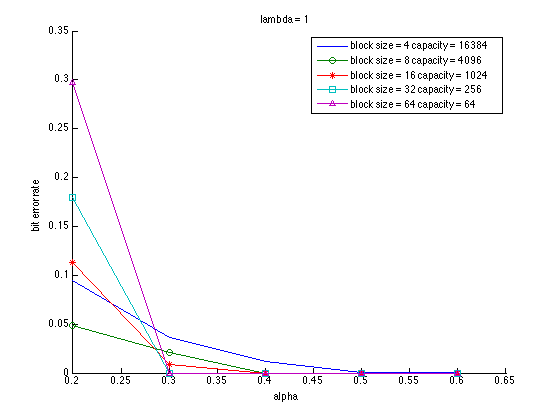 lambda = 1
block size = 4 capacity = 16384
block size = 8 capacity = 4096
block size = 16 capacity = 1024
block size = 32 capacity = 256
block size = 64 capacity = 64
0.35
0.3
0.25
0.2
0.15
0.1
0.05
0
bit error rate
0.2
0.25
0.3
0.35
0.4
0.45
0.5
0.55
0.6
0.65
alpha